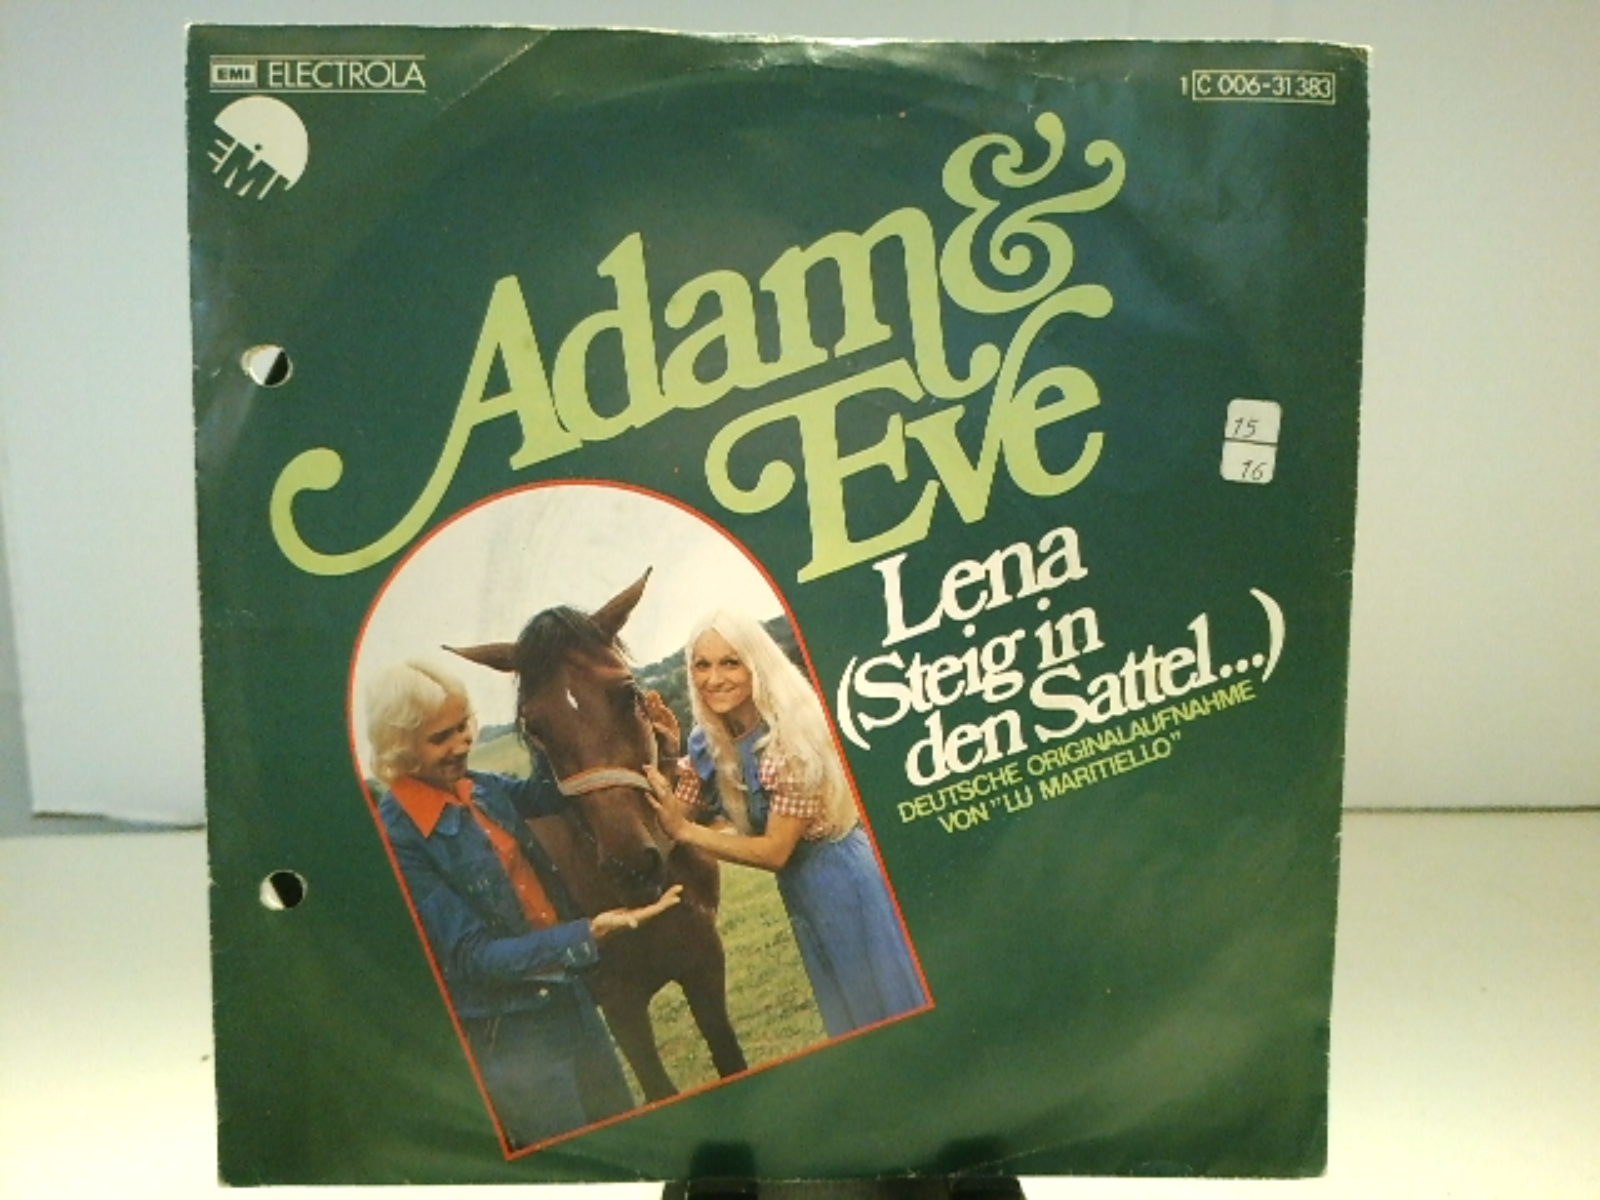 EMI ELECTROLA
1 C 006-31 383
EMI
Adam &
Eve
15
16
Lena
(Steig in
den Sattel...)
DEUTSCHE ORIGINALAUFNAHME
VON "LU MARITIELLO"